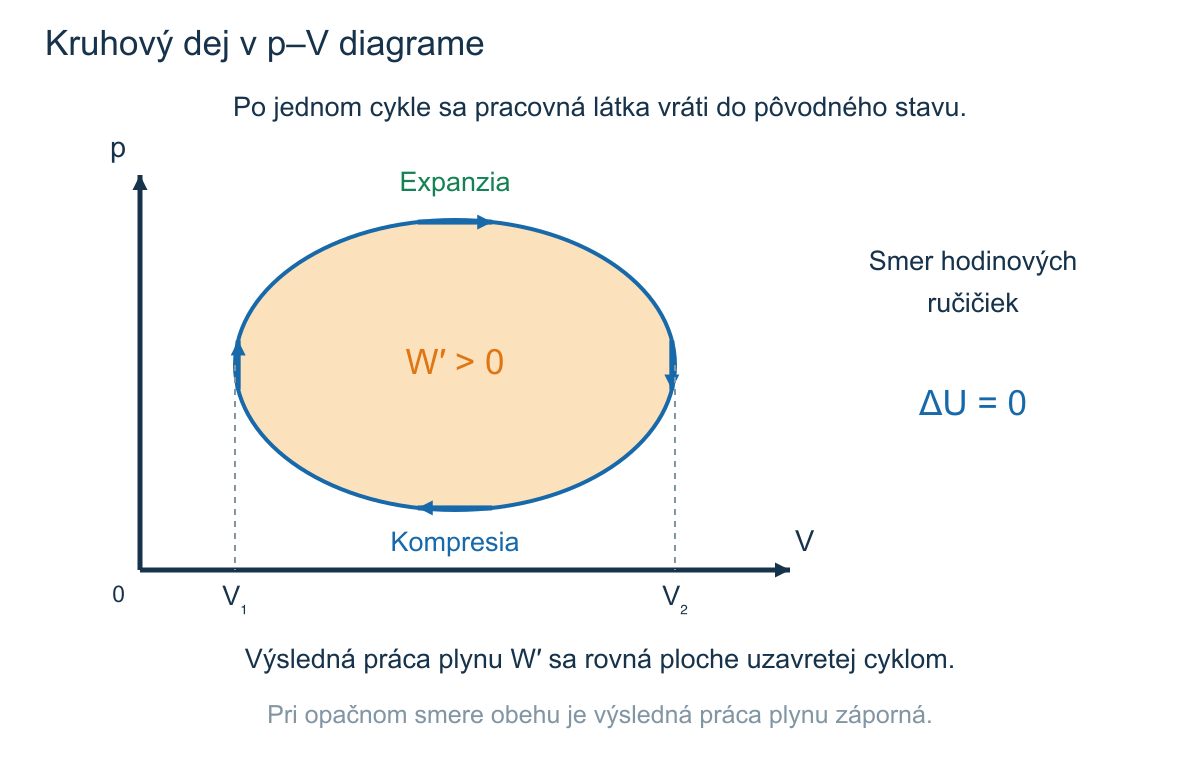 Kruhový dej v p–V diagrame
Po jednom cykle sa pracovná látka vráti do pôvodného stavu.
p
Expanzia
Smer hodinových
ručičiek
W′ > 0
ΔU = 0
Kompresia
V
0
V₁
V₂
Výsledná práca plynu W′ sa rovná ploche uzavretej cyklom.
Pri opačnom smere obehu je výsledná práca plynu záporná.